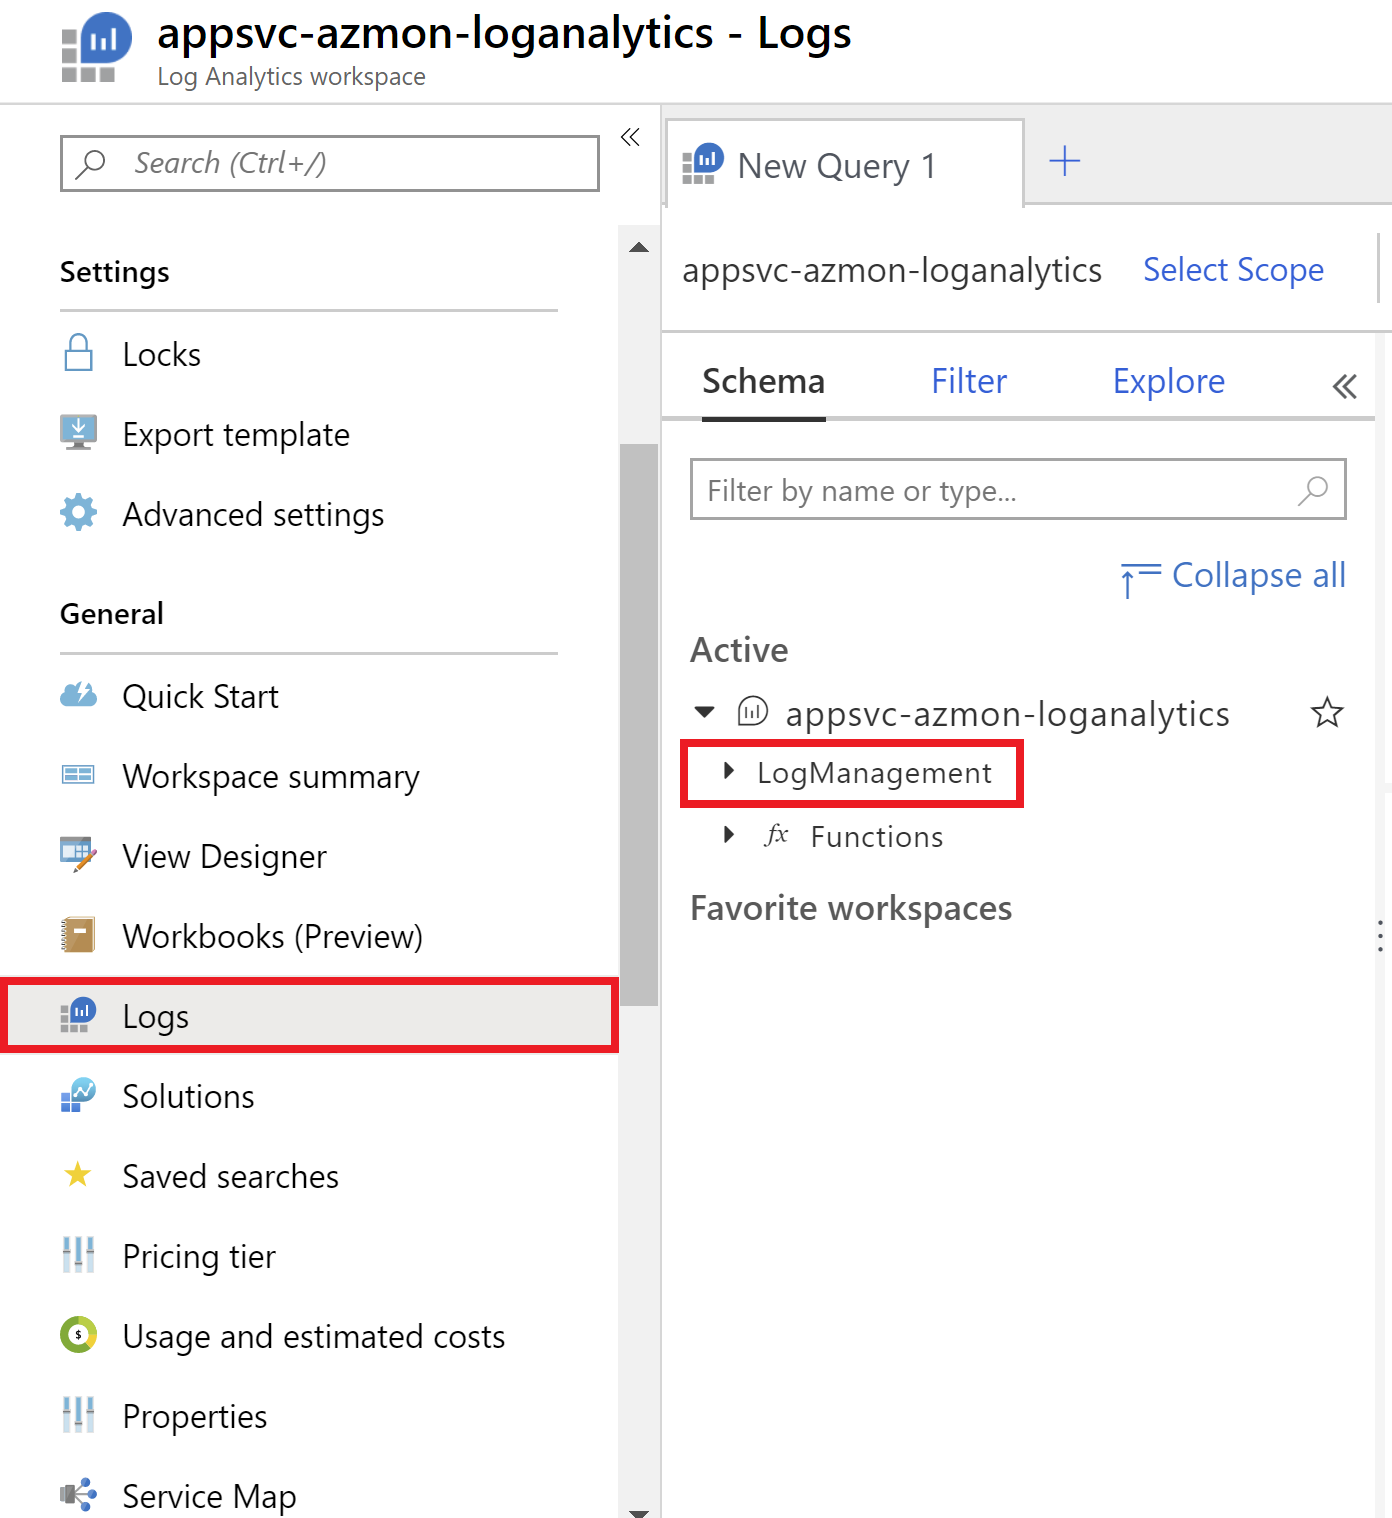 appsvc-azmon-loganalytics - Logs
Log Analytics workspace
Search (Ctrl+/)
Settings
Locks
Export template
Advanced settings
General
Quick Start
Workspace summary
View Designer
Workbooks (Preview)
Logs
Solutions
Saved searches
Pricing tier
Usage and estimated costs
Properties
Service Map
New Query 1
appsvc-azmon-loganalytics Select Scope
Schema Filter Explore
Filter by name or type...
Collapse all
Active
appsvc-azmon-loganalytics
LogManagement
fx Functions
Favorite workspaces